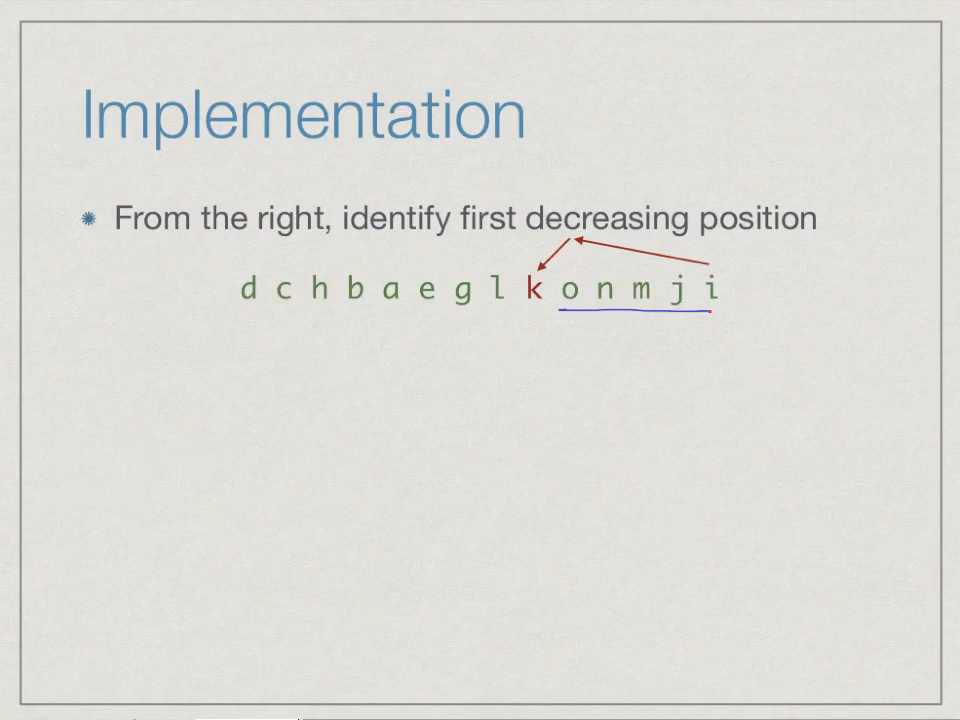 Implementation
From the right, identify first decreasing position
d c h b a e g l k o n m j i